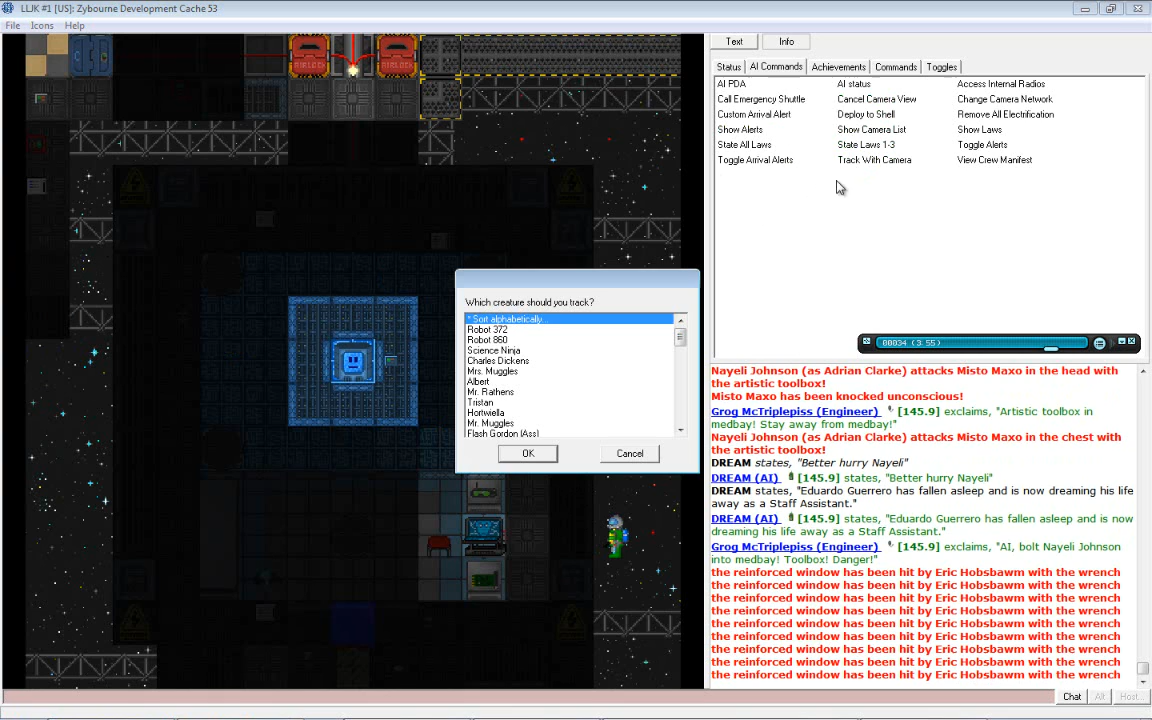 LLJK #1 [US]: Zybourne Development Cache 53
File Icons Help
AIRLOCK AIRLOCK
Text Info
Status AI Commands Achievements Commands Toggles
AI PDA AI status Access Internal Radios
Call Emergency Shuttle Cancel Camera View Change Camera Network
Custom Arrival Alert Deploy to Shell Remove All Electrification
Show Alerts Show Camera List Show Laws
State All Laws State Laws 1-3 Toggle Alerts
Toggle Arrival Alerts Track With Camera View Crew Manifest
00034 (3:55)
Which creature should you track?
* Sort alphabetically...
Robot 372
Robot 860
Science Ninja
Charles Dickens
Mrs. Muggles
Albert
Mr. Rathens
Tristan
Hortwiella
Mr. Muggles
Flash Gordon (Ass)
OK Cancel
Nayeli Johnson (as Adrian Clarke) attacks Misto Maxo in the head with
the artistic toolbox!
Misto Maxo has been knocked unconscious!
Grog McTriplepiss (Engineer) [145.9] exclaims, "Artistic toolbox in
medbay! Stay away from medbay!"
Nayeli Johnson (as Adrian Clarke) attacks Misto Maxo in the chest with
the artistic toolbox!
DREAM states, "Better hurry Nayeli"
DREAM (AI) [145.9] states, "Better hurry Nayeli"
DREAM states, "Eduardo Guerrero has fallen asleep and is now dreaming his life
away as a Staff Assistant."
DREAM (AI) [145.9] states, "Eduardo Guerrero has fallen asleep and is now
dreaming his life away as a Staff Assistant."
Grog McTriplepiss (Engineer) [145.9] exclaims, "AI, bolt Nayeli Johnson
into medbay! Toolbox! Danger!"
the reinforced window has been hit by Eric Hobsbawm with the wrench
the reinforced window has been hit by Eric Hobsbawm with the wrench
the reinforced window has been hit by Eric Hobsbawm with the wrench
the reinforced window has been hit by Eric Hobsbawm with the wrench
the reinforced window has been hit by Eric Hobsbawm with the wrench
the reinforced window has been hit by Eric Hobsbawm with the wrench
the reinforced window has been hit by Eric Hobsbawm with the wrench
the reinforced window has been hit by Eric Hobsbawm with the wrench
the reinforced window has been hit by Eric Hobsbawm with the wrench
Chat Alt Host...